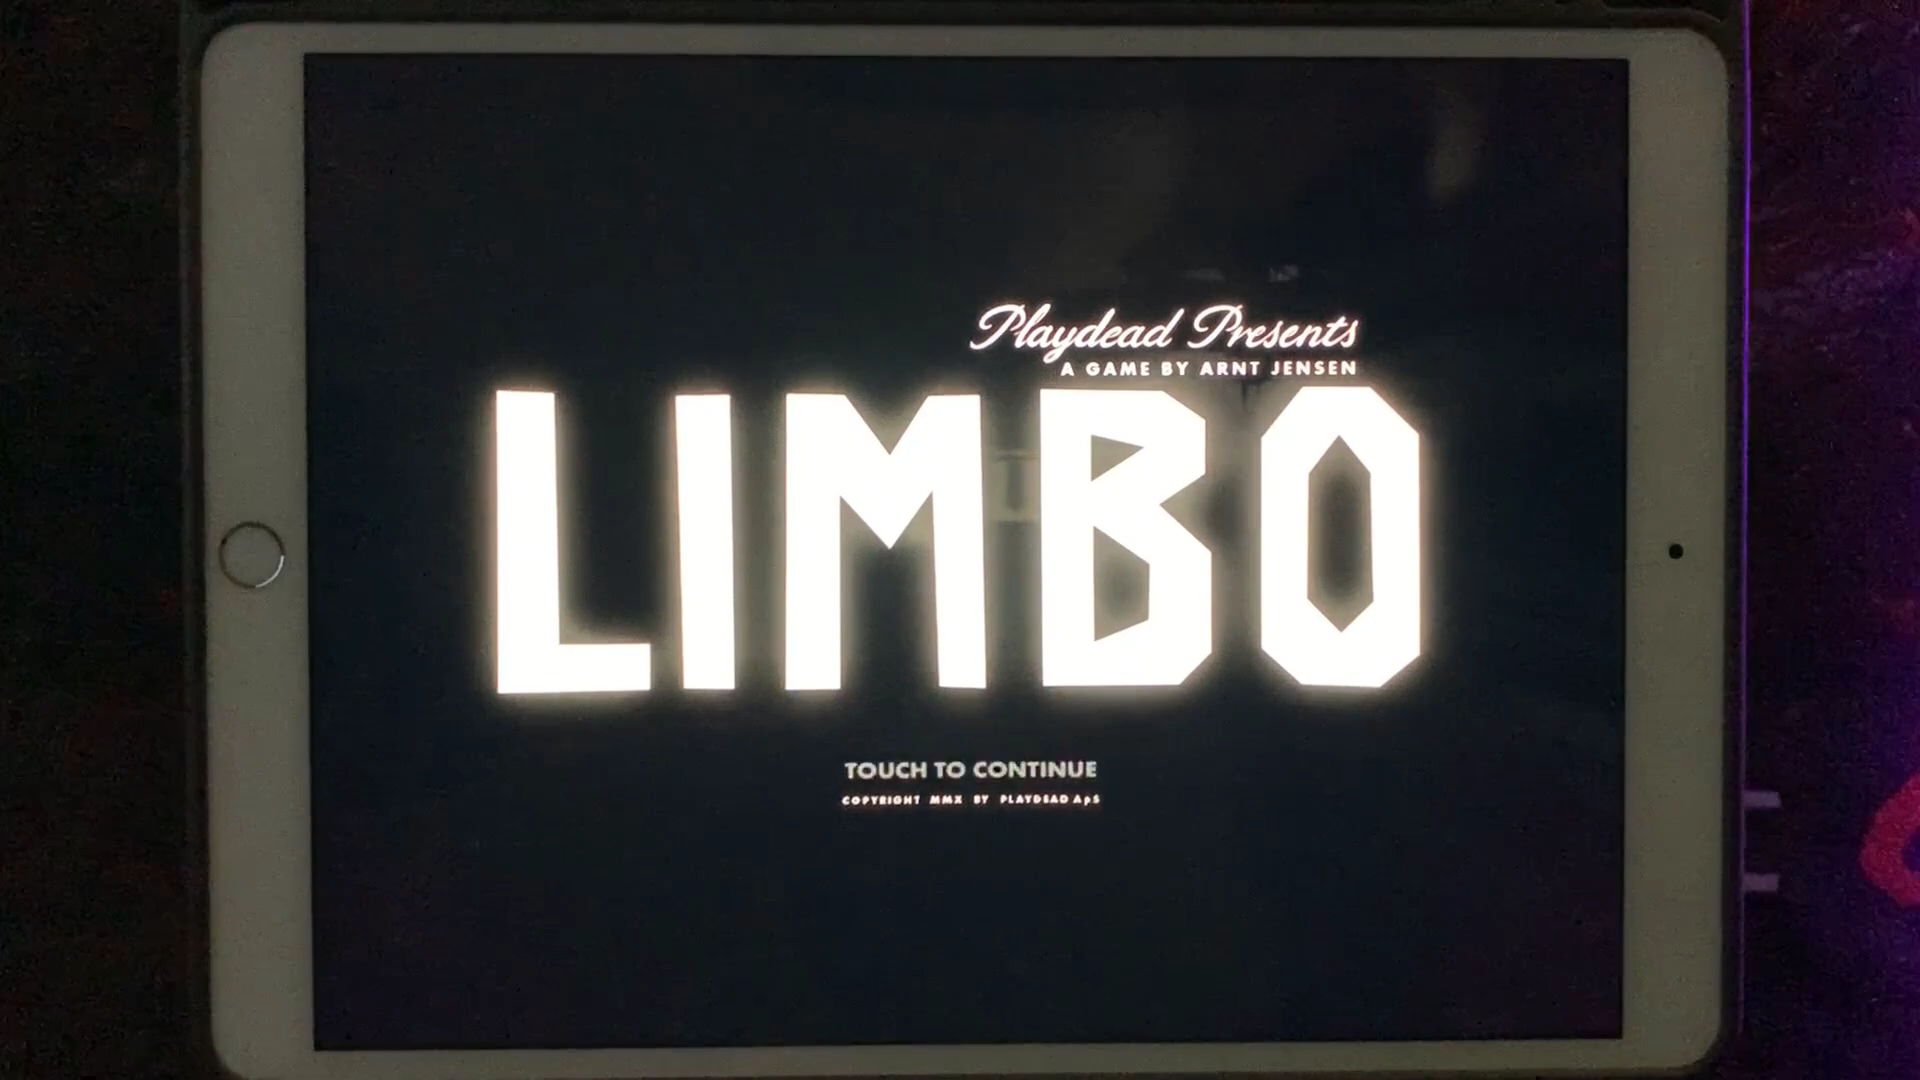 Playdead Presents
A GAME BY ARNT JENSEN
LIMBO
TOUCH TO CONTINUE
COPYRIGHT MMX BY PLAYDEAD ApS